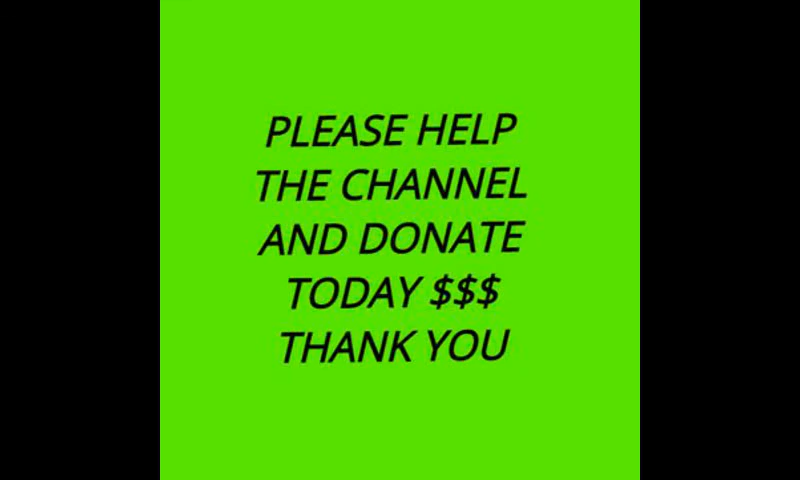 PLEASE HELP
THE CHANNEL
AND DONATE
TODAY $$$
THANK YOU